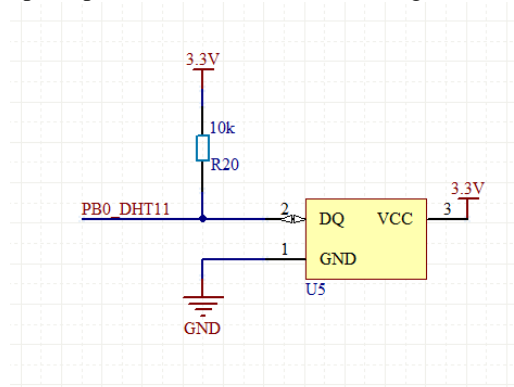 3.3V
10k
R20
3.3V
PB0_DHT11
2
DQ
VCC
3
1
GND
U5
GND